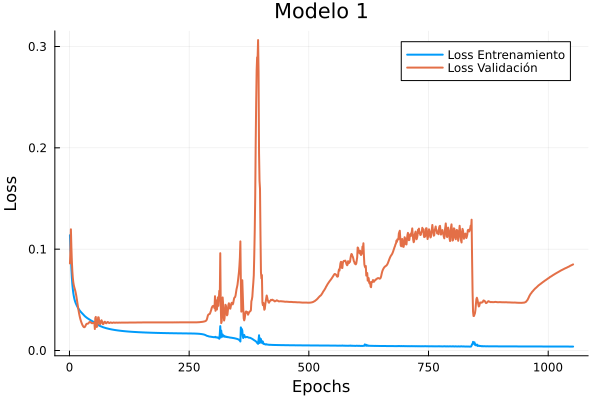 Modelo 1
Loss
0.3
0.2
0.1
0.0
Loss Entrenamiento
Loss Validación
0
250
500
750
1000
Epochs